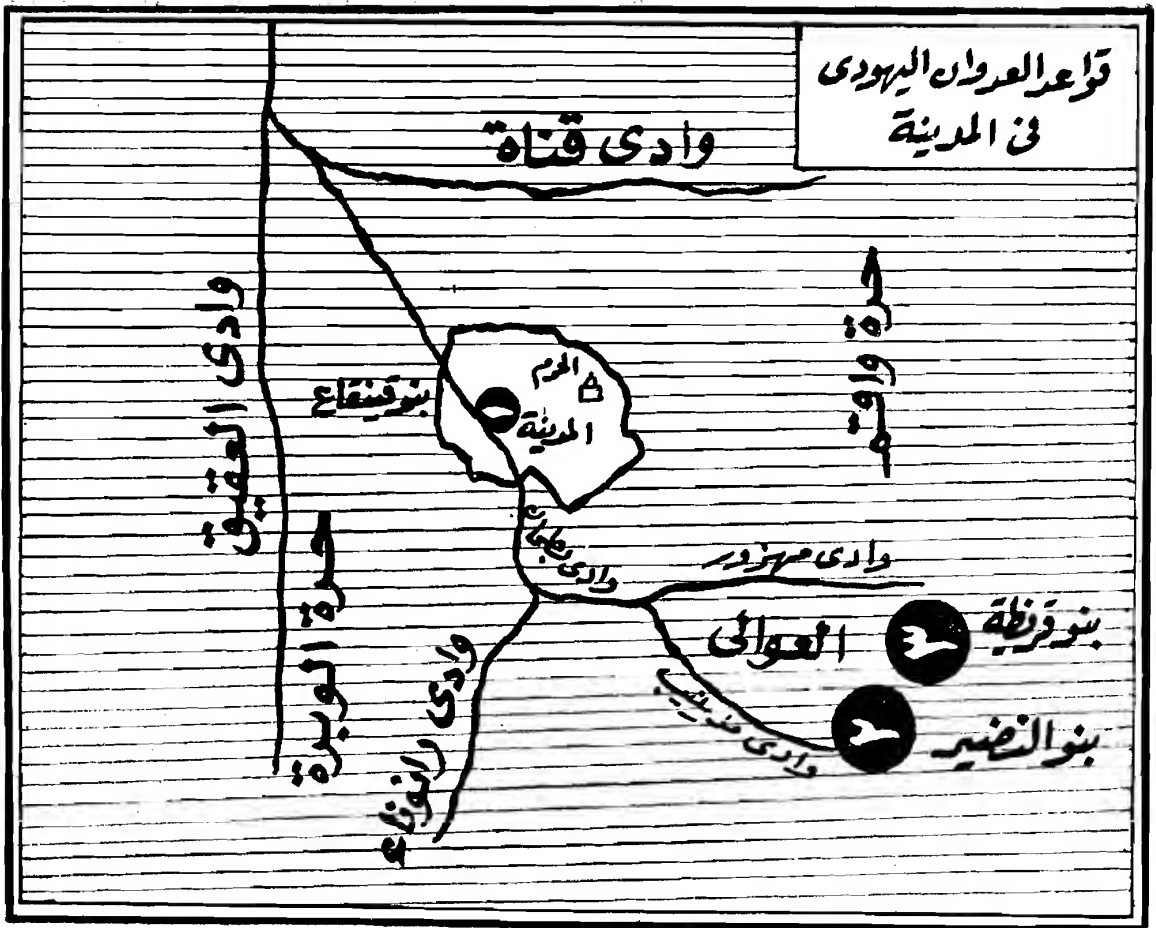 قواعد العدوان اليهودى
فى المدينة
وادى قناة
حرة واقم
وادى العقيق
الحرم
المدينة
بنو قينقاع
وادى بطحان
وادى مهزور
العوالى
بنو قريظة
بنو النضير
وادى
وادى رانوناء
حرة الوبرة